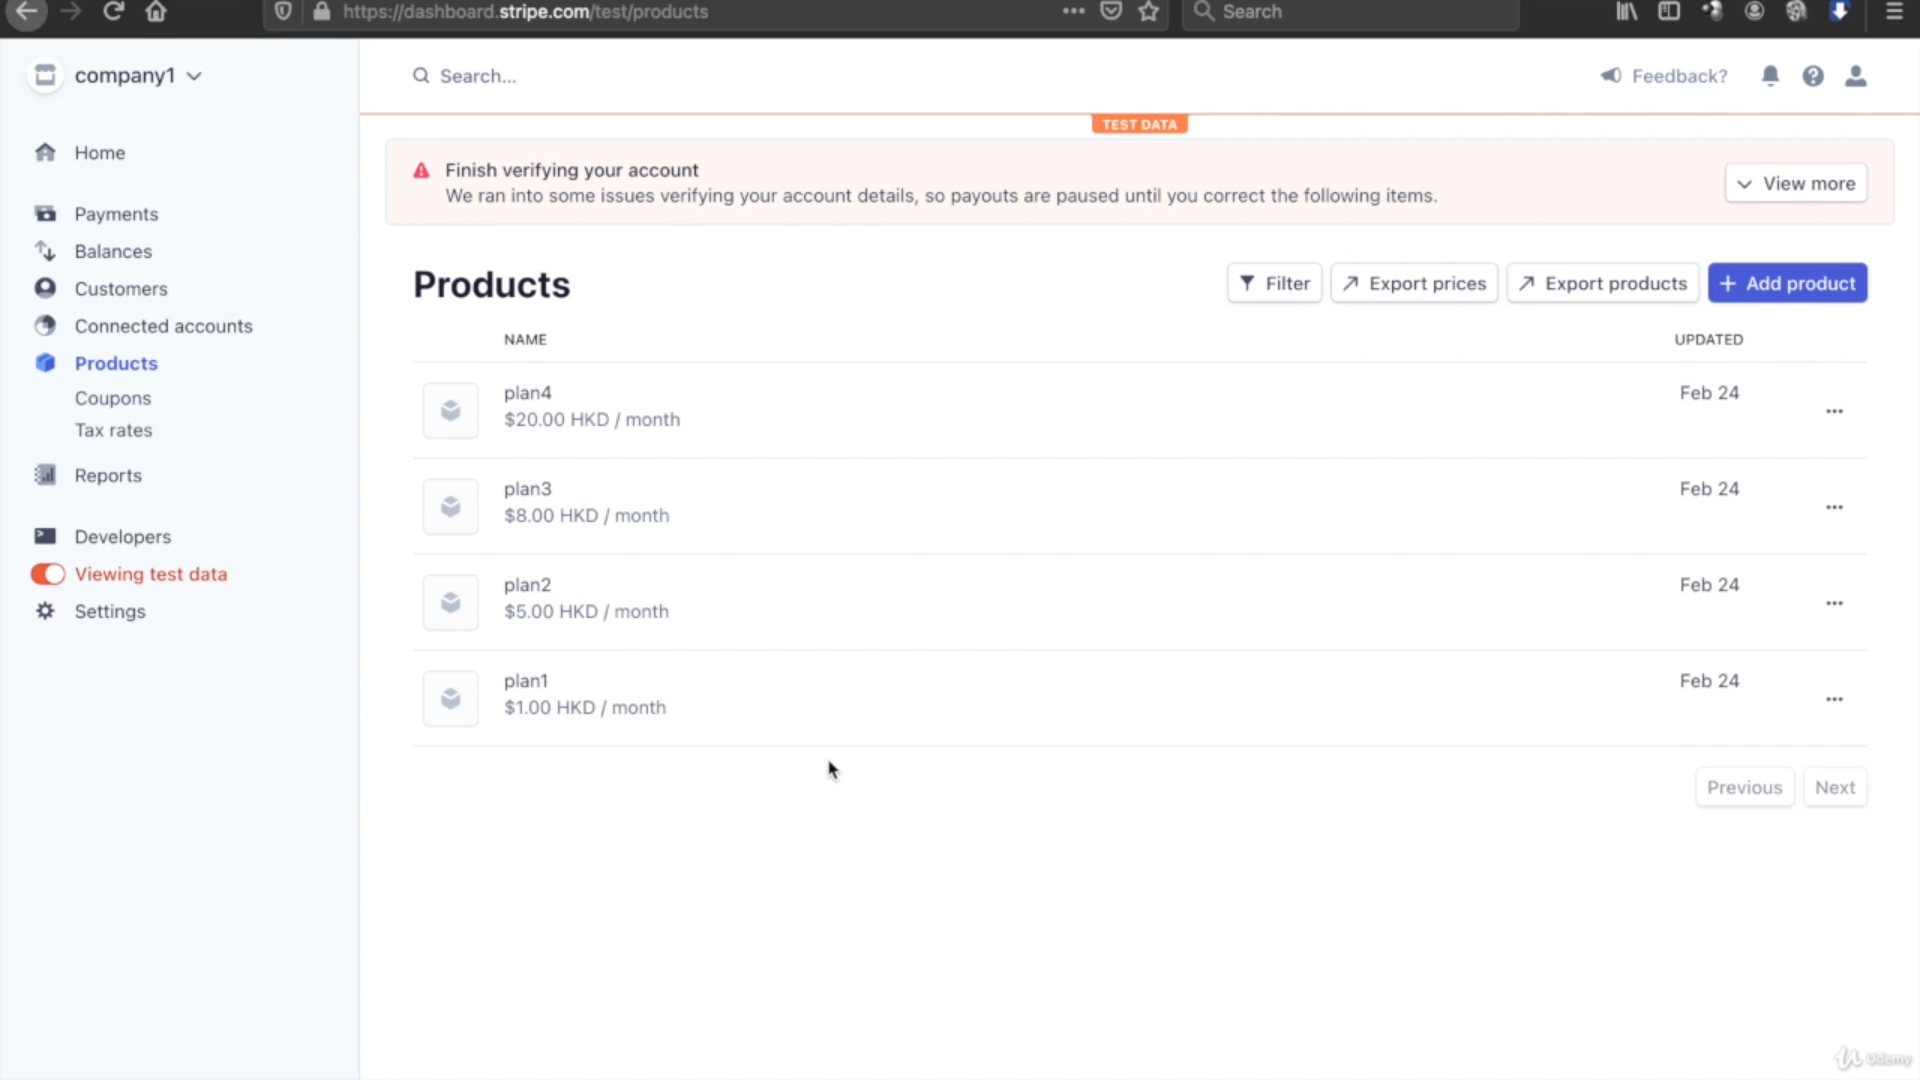 https://dashboard.stripe.com/test/products
Search
company1
Search...
Feedback?
TEST DATA
Home
Payments
Balances
Customers
Connected accounts
Products
Coupons
Tax rates
Reports
Developers
Viewing test data
Settings
Finish verifying your account
We ran into some issues verifying your account details, so payouts are paused until you correct the following items.
View more
Products
Filter
Export prices
Export products
Add product
NAME
UPDATED
plan4
$20.00 HKD / month
Feb 24
plan3
$8.00 HKD / month
Feb 24
plan2
$5.00 HKD / month
Feb 24
plan1
$1.00 HKD / month
Feb 24
Previous
Next
Udemy